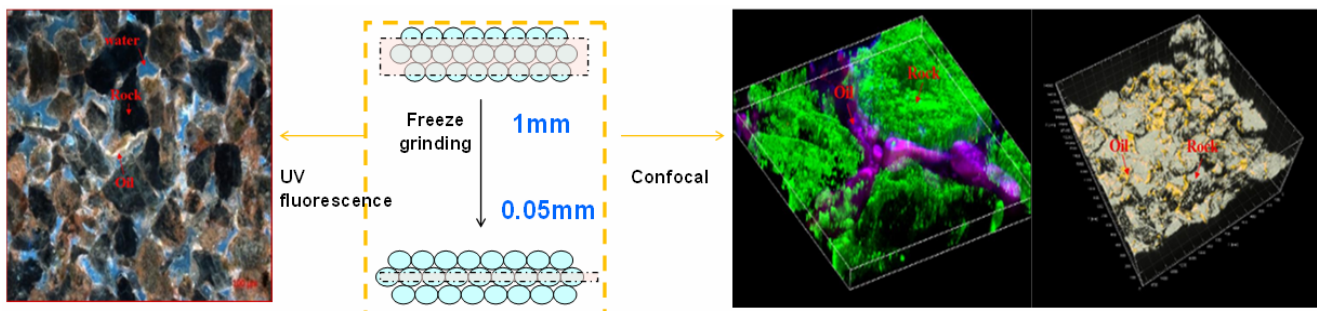 water
Rock
Oil
UV
fluorescence
Freeze
grinding
1mm
0.05mm
Confocal
Oil
Rock
Oil
Rock